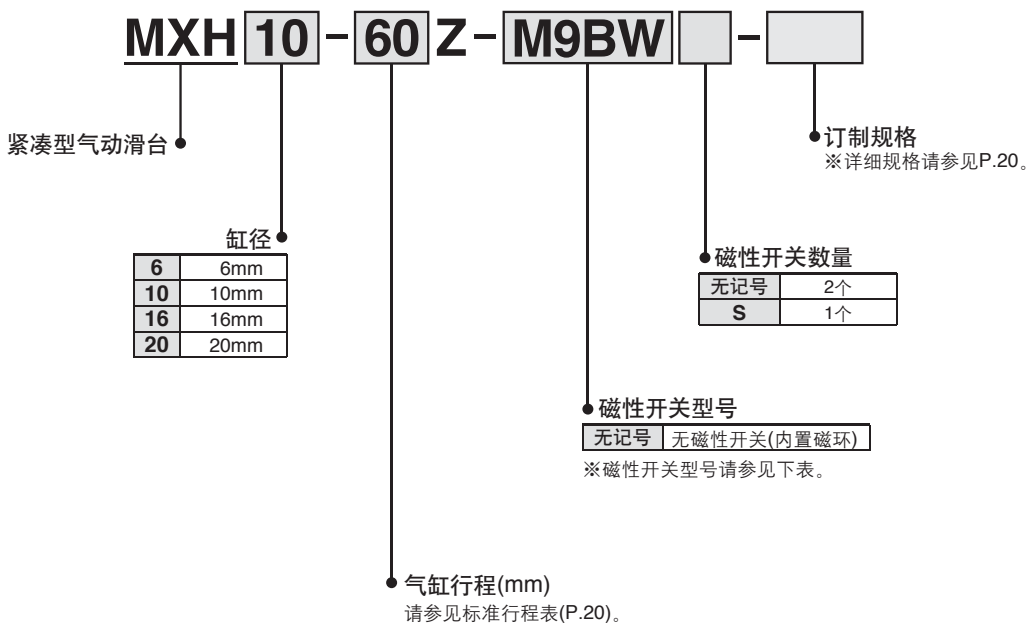 MXH 10 - 60 Z - M9BW -
紧凑型气动滑台
订制规格
※详细规格请参见P.20。
缸径
6 6mm
10 10mm
16 16mm
20 20mm
磁性开关数量
无记号 2个
S 1个
磁性开关型号
无记号 无磁性开关(内置磁环)
※磁性开关型号请参见下表。
气缸行程(mm)
请参见标准行程表(P.20)。